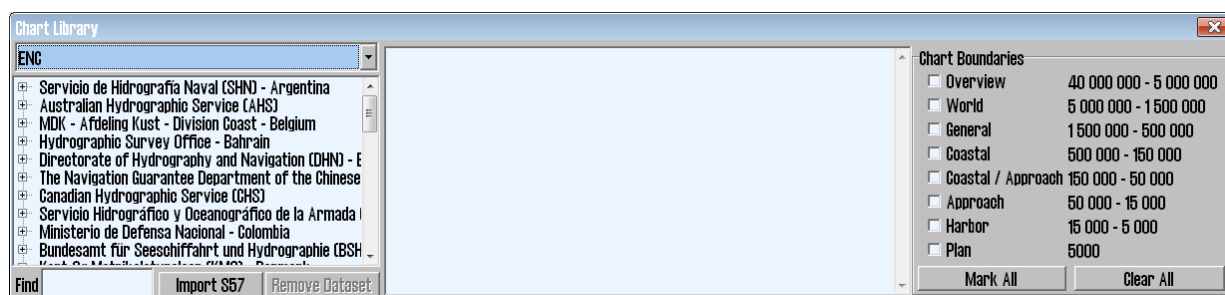 Chart Library
ENC
Servicio de Hidrografía Naval (SHN) - Argentina
Australian Hydrographic Service (AHS)
MDK - Afdeling Kust - Division Coast - Belgium
Hydrographic Survey Office - Bahrain
Directorate of Hydrography and Navigation (DHN) - B
The Navigation Guarantee Department of the Chinese
Canadian Hydrographic Service (CHS)
Servicio Hidrográfico y Oceanográfico de la Armada (
Ministerio de Defensa Nacional - Colombia
Bundesamt für Seeschiffahrt und Hydrographie (BSH
Find
Import S57
Remove Dataset
Chart Boundaries
Overview 40 000 000 - 5 000 000
World 5 000 000 - 1 500 000
General 1 500 000 - 500 000
Coastal 500 000 - 150 000
Coastal / Approach 150 000 - 50 000
Approach 50 000 - 15 000
Harbor 15 000 - 5 000
Plan 5000
Mark All
Clear All